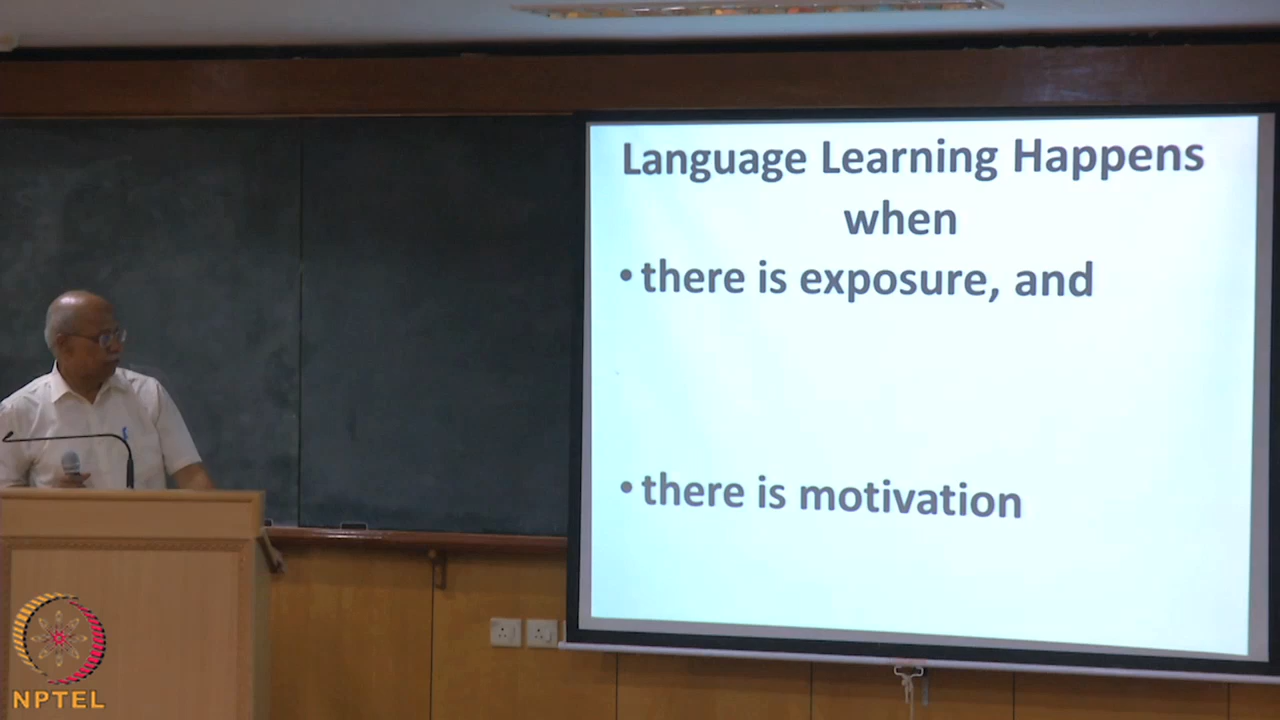 Language Learning Happens
when
• there is exposure, and
• there is motivation
NPTEL